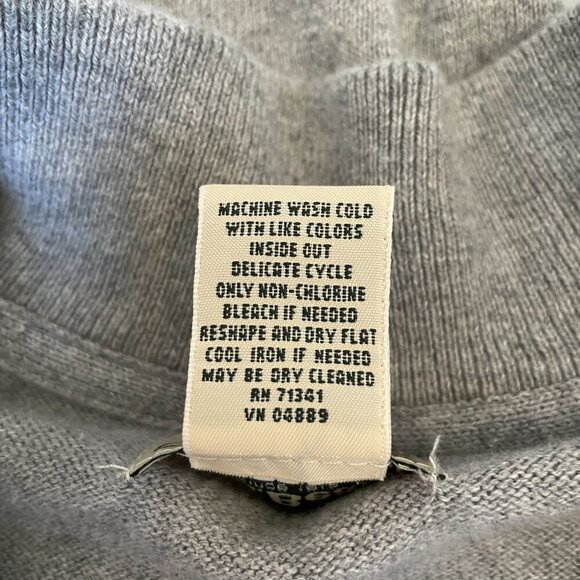 MACHINE WASH COLD
WITH LIKE COLORS
INSIDE OUT
DELICATE CYCLE
ONLY NON-CHLORINE
BLEACH IF NEEDED
RESHAPE AND DRY FLAT
COOL IRON IF NEEDED
MAY BE DRY CLEANED
RN 71341
VN 04889